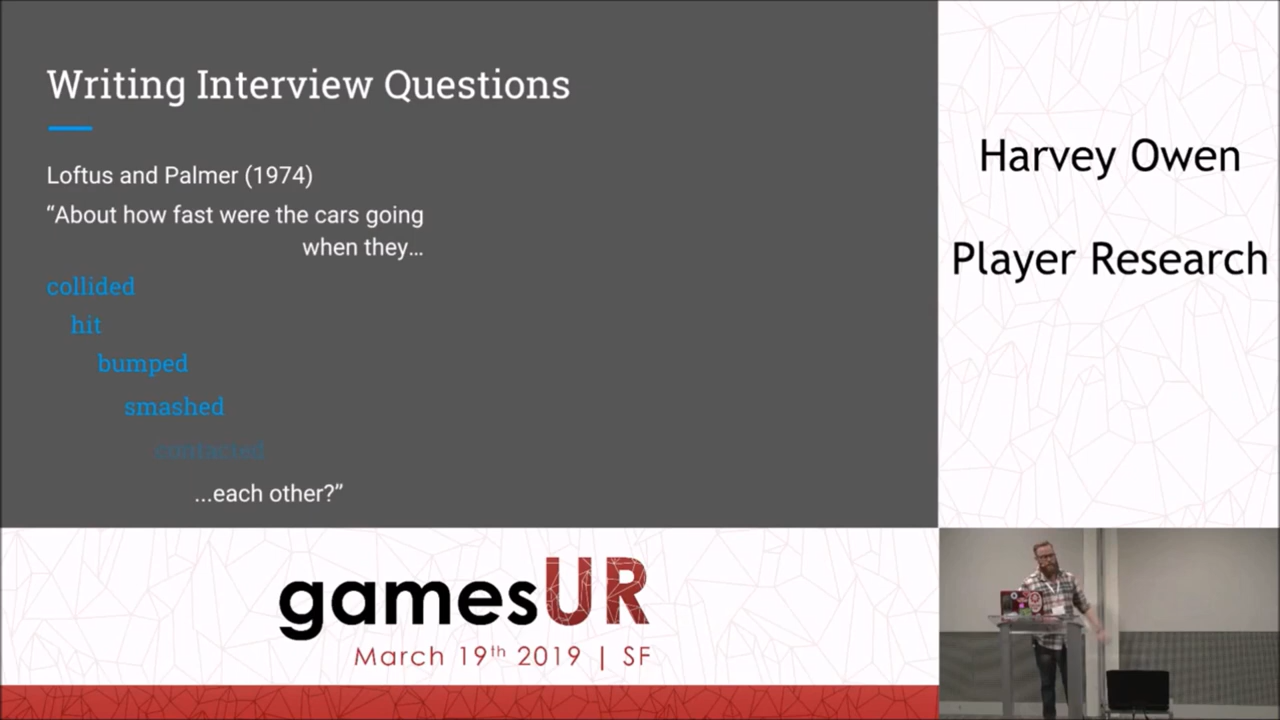 Writing Interview Questions
Loftus and Palmer (1974)
“About how fast were the cars going
when they...
collided
hit
bumped
smashed
contacted
...each other?”
Harvey Owen
Player Research
gamesUR
March 19th 2019 | SF